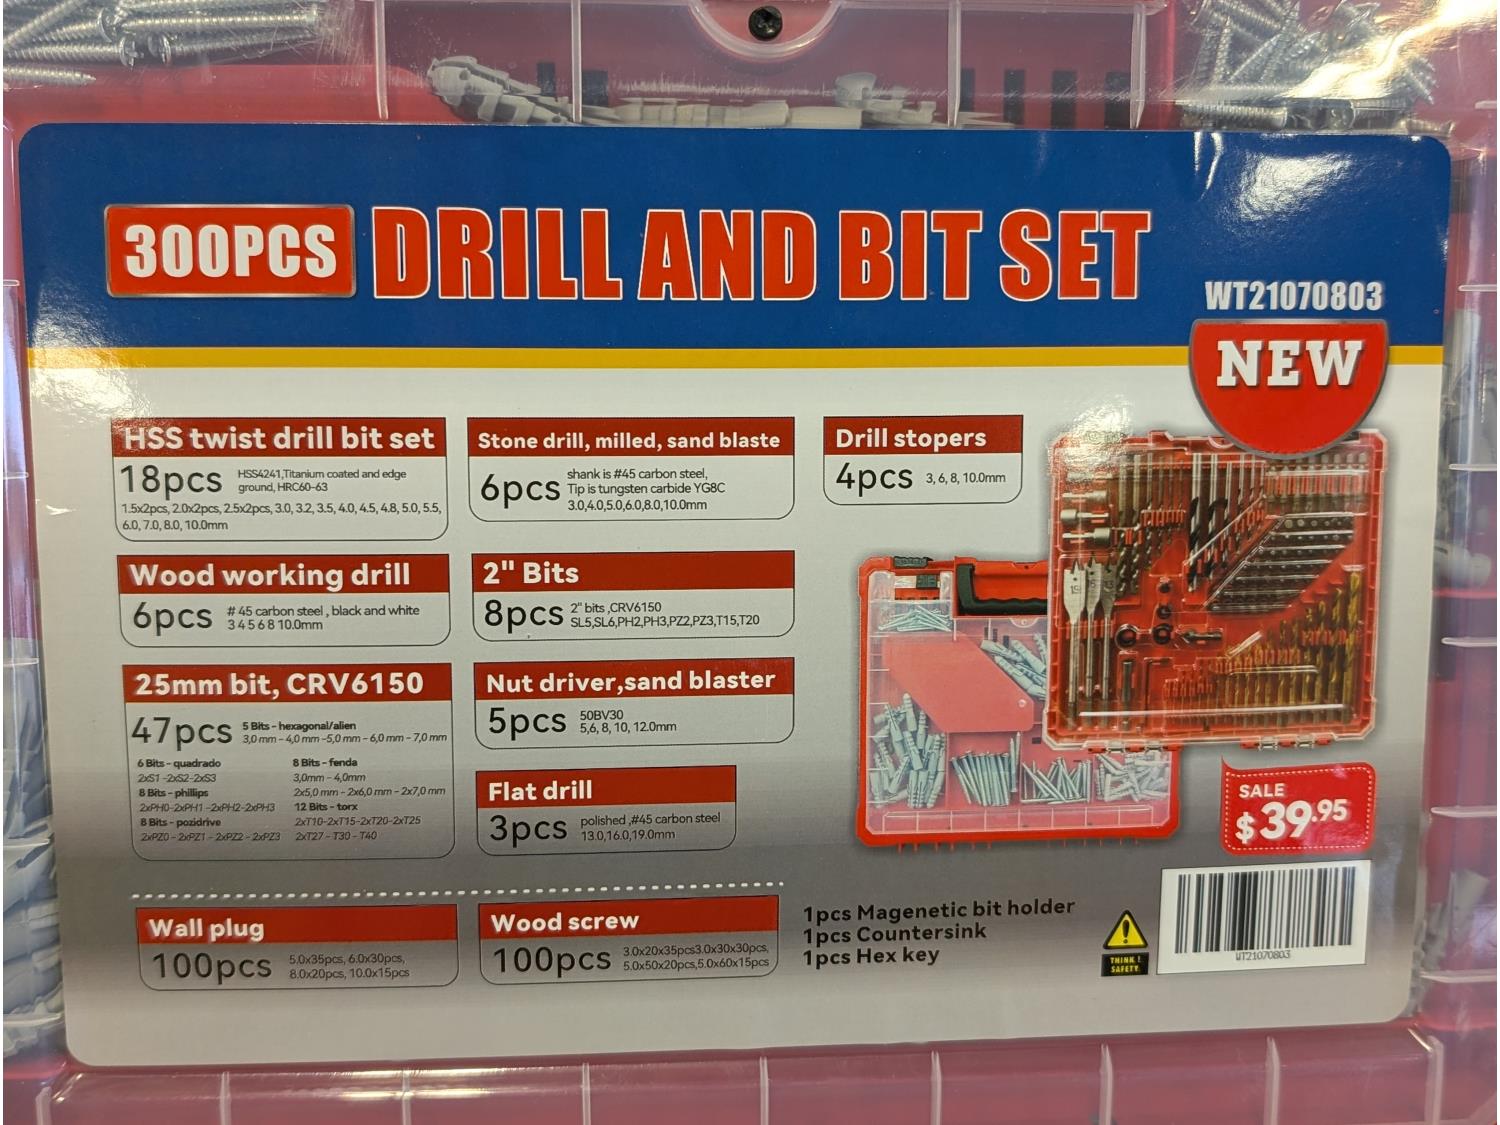 300PCS DRILL AND BIT SET
WT21070803
NEW
HSS twist drill bit set
18pcs HSS4241,Titanium coated and edge
ground, HRC60-63
1.5x2pcs, 2.0x2pcs, 2.5x2pcs, 3.0, 3.2, 3.5, 4.0, 4.5, 4.8, 5.0, 5.5,
6.0, 7.0, 8.0, 10.0mm
Stone drill, milled, sand blaste
6pcs shank is #45 carbon steel,
Tip is tungsten carbide YG8C
3.0,4.0,5.0,6.0,8.0,10.0mm
Drill stopers
4pcs 3, 6, 8, 10.0mm
Wood working drill
6pcs # 45 carbon steel , black and white
3 4 5 6 8 10.0mm
2" Bits
8pcs 2" bits ,CRV6150
SL5,SL6,PH2,PH3,PZ2,PZ3,T15,T20
25mm bit, CRV6150
47pcs 5 Bits - hexagonal/alien
3,0 mm - 4,0 mm -5,0 mm - 6,0 mm - 7,0 mm
6 Bits - quadrado
2xS1 -2xS2-2xS3
8 Bits - phillips
2xPH0-2xPH1 -2xPH2-2xPH3
8 Bits - pozidrive
2xPZ0 - 2xPZ1 - 2xPZ2 - 2xPZ3
8 Bits - fenda
3,0mm - 4,0mm
2x5,0 mm - 2x6,0 mm - 2x7,0 mm
12 Bits - torx
2xT10-2xT15-2xT20-2xT25
2xT27 - T30 - T40
Nut driver,sand blaster
5pcs 50BV30
5,6, 8, 10, 12.0mm
Flat drill
3pcs polished ,#45 carbon steel
13.0,16.0,19.0mm
SALE
$39.95
Wall plug
100pcs 5.0x35pcs, 6.0x30pcs,
8.0x20pcs, 10.0x15pcs
Wood screw
100pcs 3.0x20x35pcs3.0x30x30pcs,
5.0x50x20pcs,5.0x60x15pcs
1pcs Magenetic bit holder
1pcs Countersink
1pcs Hex key
THINK !
SAFETY
WT21070803